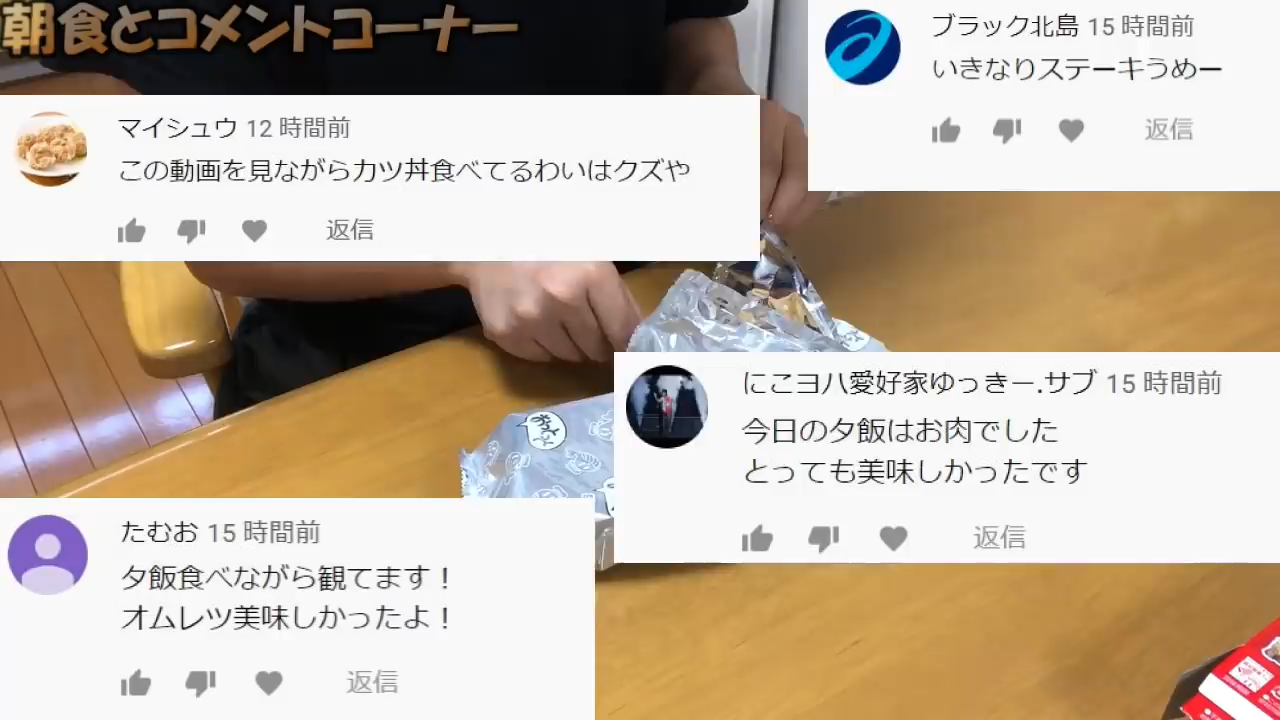 朝食とコメントコーナー
ブラック北島 15 時間前
いきなりステーキうめー
返信
マイシュウ 12 時間前
この動画を見ながらカツ丼食べてるわいはクズや
返信
にこヨハ愛好家ゆっきー.サブ 15 時間前
今日の夕飯はお肉でした
とっても美味しかったです
返信
たむお 15 時間前
夕飯食べながら観てます！
オムレツ美味しかったよ！
返信